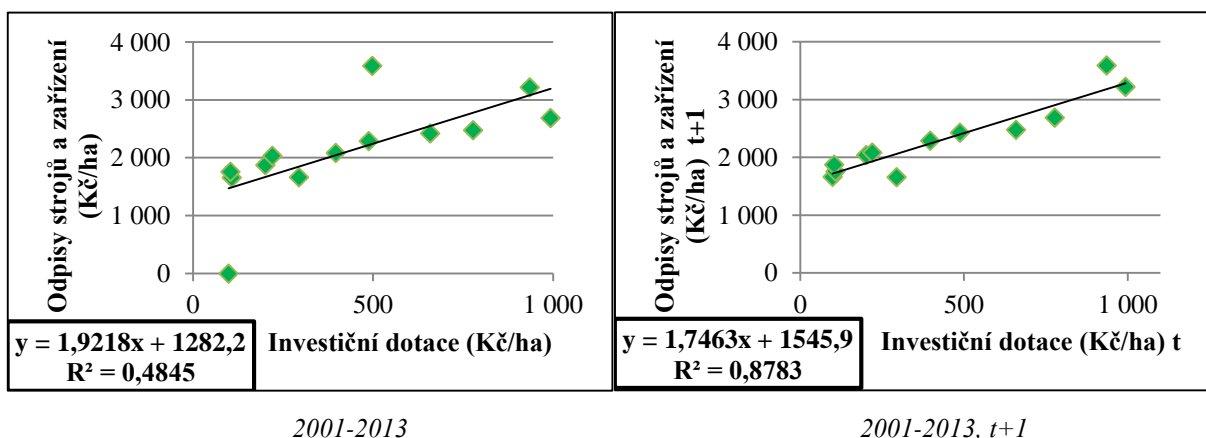 Odpisy strojů a zařízení
(Kč/ha)
4 000
3 000
2 000
1 000
0
0
500
1 000
Investiční dotace (Kč/ha)
y = 1,9218x + 1282,2
R² = 0,4845
2001-2013
Odpisy strojů a zařízení
(Kč/ha) t+1
4 000
3 000
2 000
1 000
0
0
500
1 000
Investiční dotace (Kč/ha) t
y = 1,7463x + 1545,9
R² = 0,8783
2001-2013, t+1